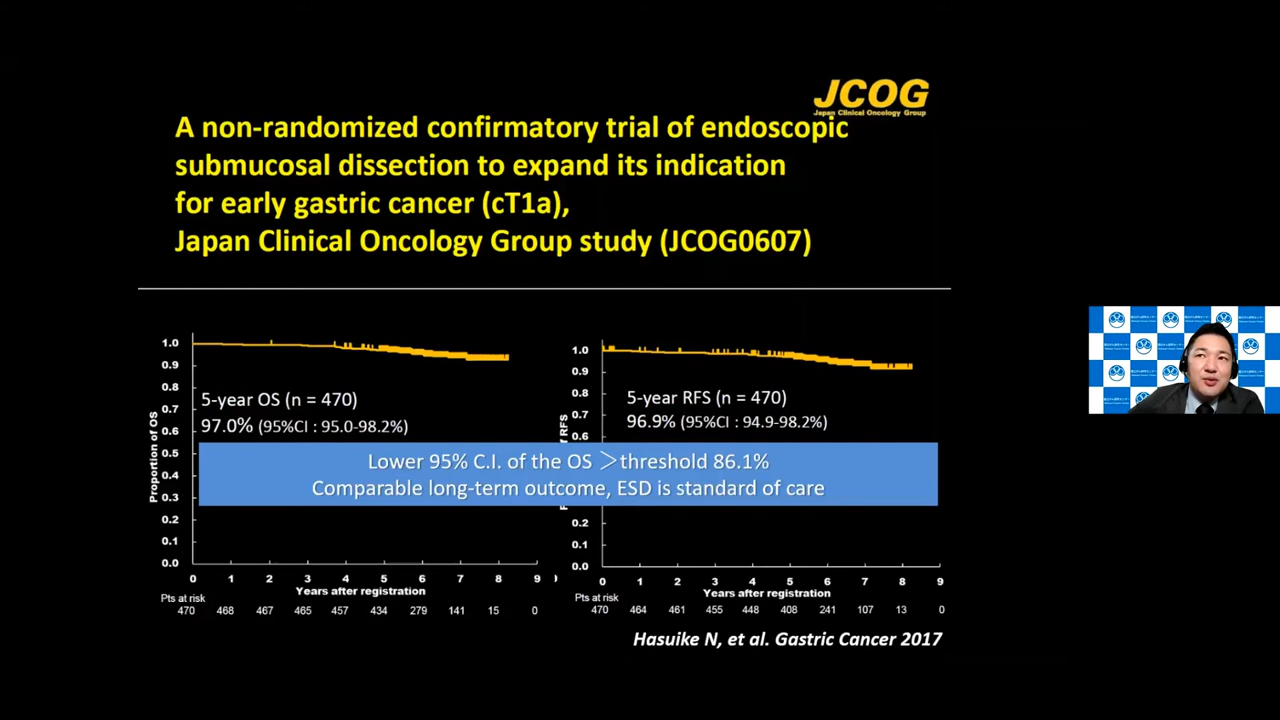 JCOG
Japan Clinical Oncology Group
A non-randomized confirmatory trial of endoscopic
submucosal dissection to expand its indication
for early gastric cancer (cT1a),
Japan Clinical Oncology Group study (JCOG0607)
Proportion of OS
1.0
0.9
0.8
0.7
0.6
0.5
0.4
0.3
0.2
0.1
0.0
5-year OS (n = 470)
97.0% (95%CI : 95.0-98.2%)
0 1 2 3 4 5 6 7 8 9
Years after registration
Pts at risk
470 468 467 465 457 434 279 141 15 0
of RFS
1.0
0.9
0.8
0.7
0.6
0.2
0.1
0.0
5-year RFS (n = 470)
96.9% (95%CI : 94.9-98.2%)
0 1 2 3 4 5 6 7 8 9
Years after registration
Pts at risk
470 464 461 455 448 408 241 107 13 0
Lower 95% C.I. of the OS ＞threshold 86.1%
Comparable long-term outcome, ESD is standard of care
Hasuike N, et al. Gastric Cancer 2017